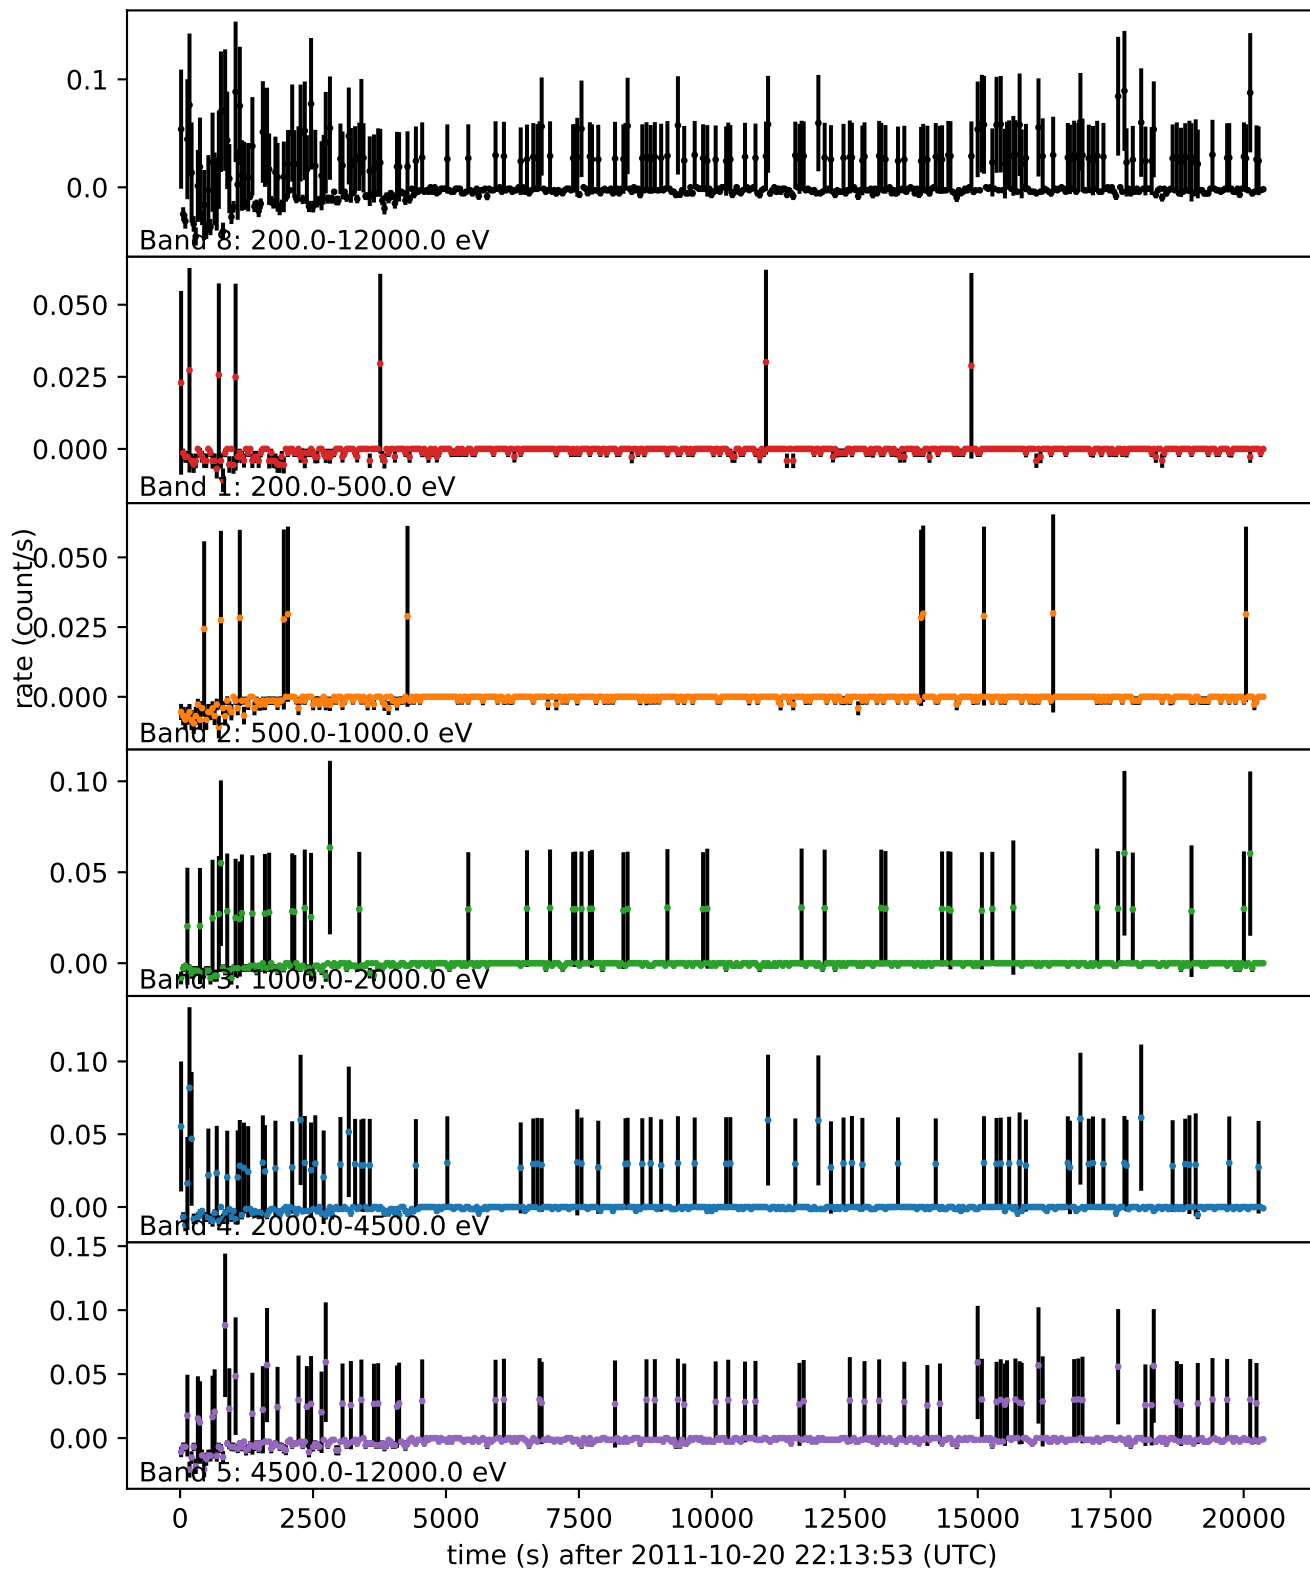 0.1
0.0
Band 8: 200.0-12000.0 eV
0.050
0.025
0.000
Band 1: 200.0-500.0 eV
rate (count/s)
0.050
0.025
0.000
Band 2: 500.0-1000.0 eV
0.10
0.05
0.00
Band 3: 1000.0-2000.0 eV
0.10
0.05
0.00
Band 4: 2000.0-4500.0 eV
0.15
0.10
0.05
0.00
Band 5: 4500.0-12000.0 eV
0 2500 5000 7500 10000 12500 15000 17500 20000
time (s) after 2011-10-20 22:13:53 (UTC)